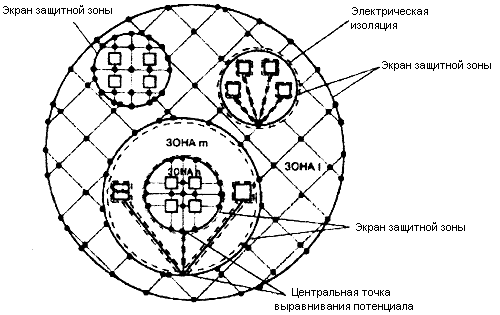 Экран защитной зоны
Электрическая
изоляция
Экран защитной зоны
ЗОНА m
ЗОНА n
ЗОНА l
Экран защитной зоны
Центральная точка
выравнивания потенциала